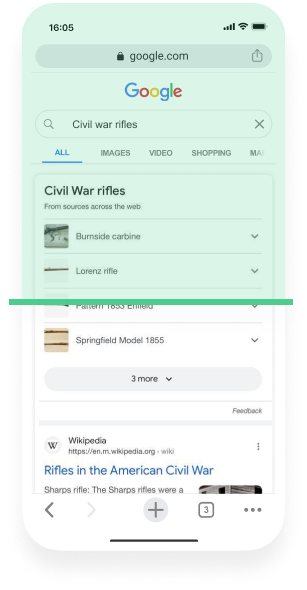 16:05
google.com
Google
Civil war rifles
ALL IMAGES VIDEO SHOPPING MA
Civil War rifles
From sources across the web
Burnside carbine
Lorenz rifle
Pattern 1853 Enfield
Springfield Model 1855
3 more
Feedback
W Wikipedia
https://en.m.wikipedia.org › wiki
Rifles in the American Civil War
Sharps rifle: The Sharps rifles were a
3